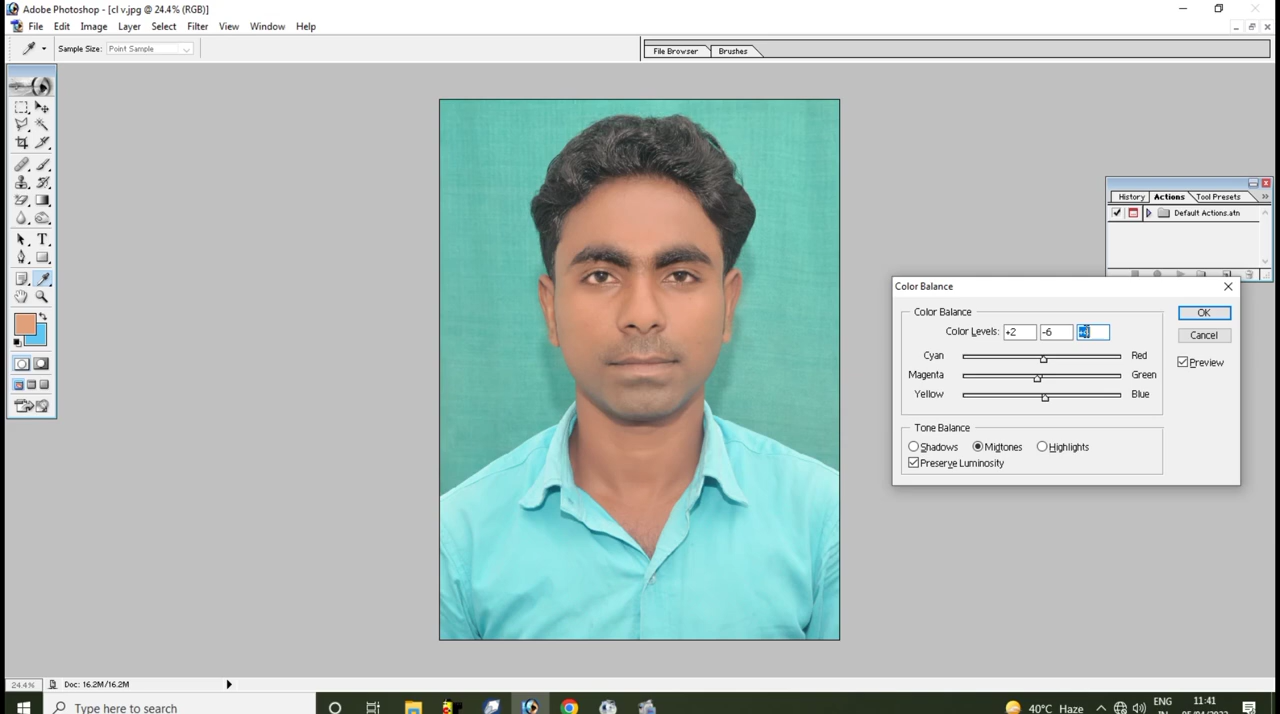 Adobe Photoshop - [cl v.jpg @ 24.4% (RGB)]
File Edit Image Layer Select Filter View Window Help
Sample Size: Point Sample
File Browser Brushes
History Actions Tool Presets
Default Actions.atn
Color Balance
Color Balance
Color Levels: +2 -6
Cyan Red
Magenta Green
Yellow Blue
OK
Cancel
Preview
Tone Balance
Shadows Midtones Highlights
Preserve Luminosity
24.4% Doc: 16.2M/16.2M
Type here to search
40°C Haze
ENG
11:41